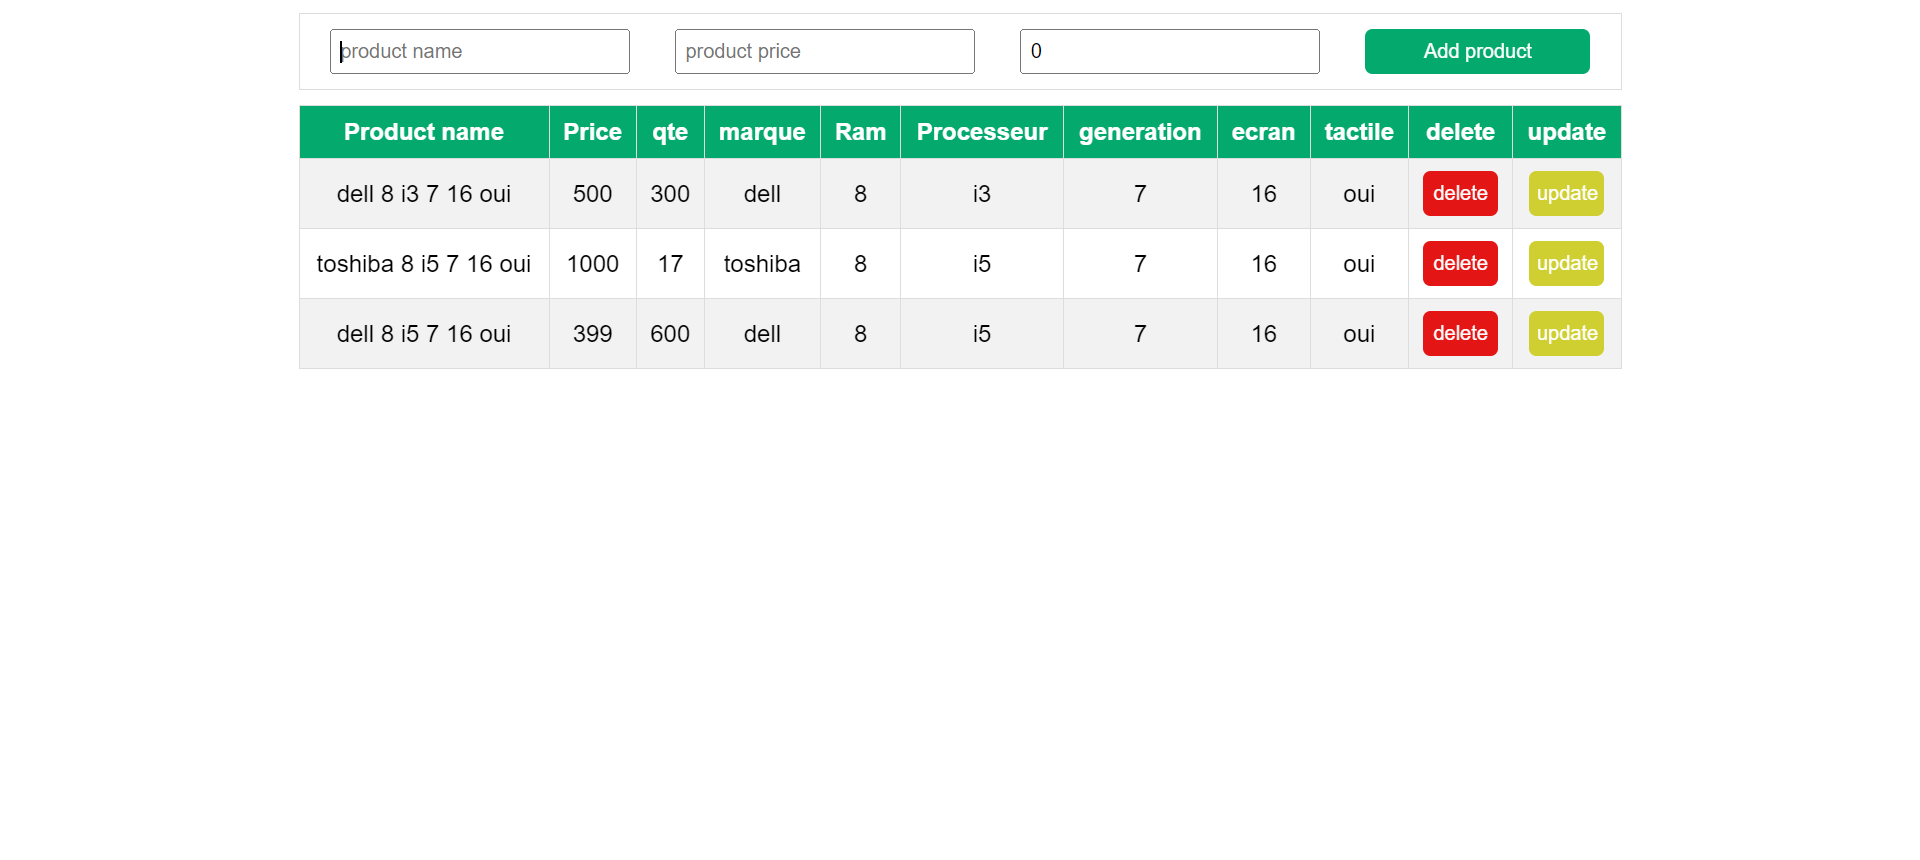 product name product price 0 Add product
Product name Price qte marque Ram Processeur generation ecran tactile delete update
dell 8 i3 7 16 oui 500 300 dell 8 i3 7 16 oui delete update
toshiba 8 i5 7 16 oui 1000 17 toshiba 8 i5 7 16 oui delete update
dell 8 i5 7 16 oui 399 600 dell 8 i5 7 16 oui delete update